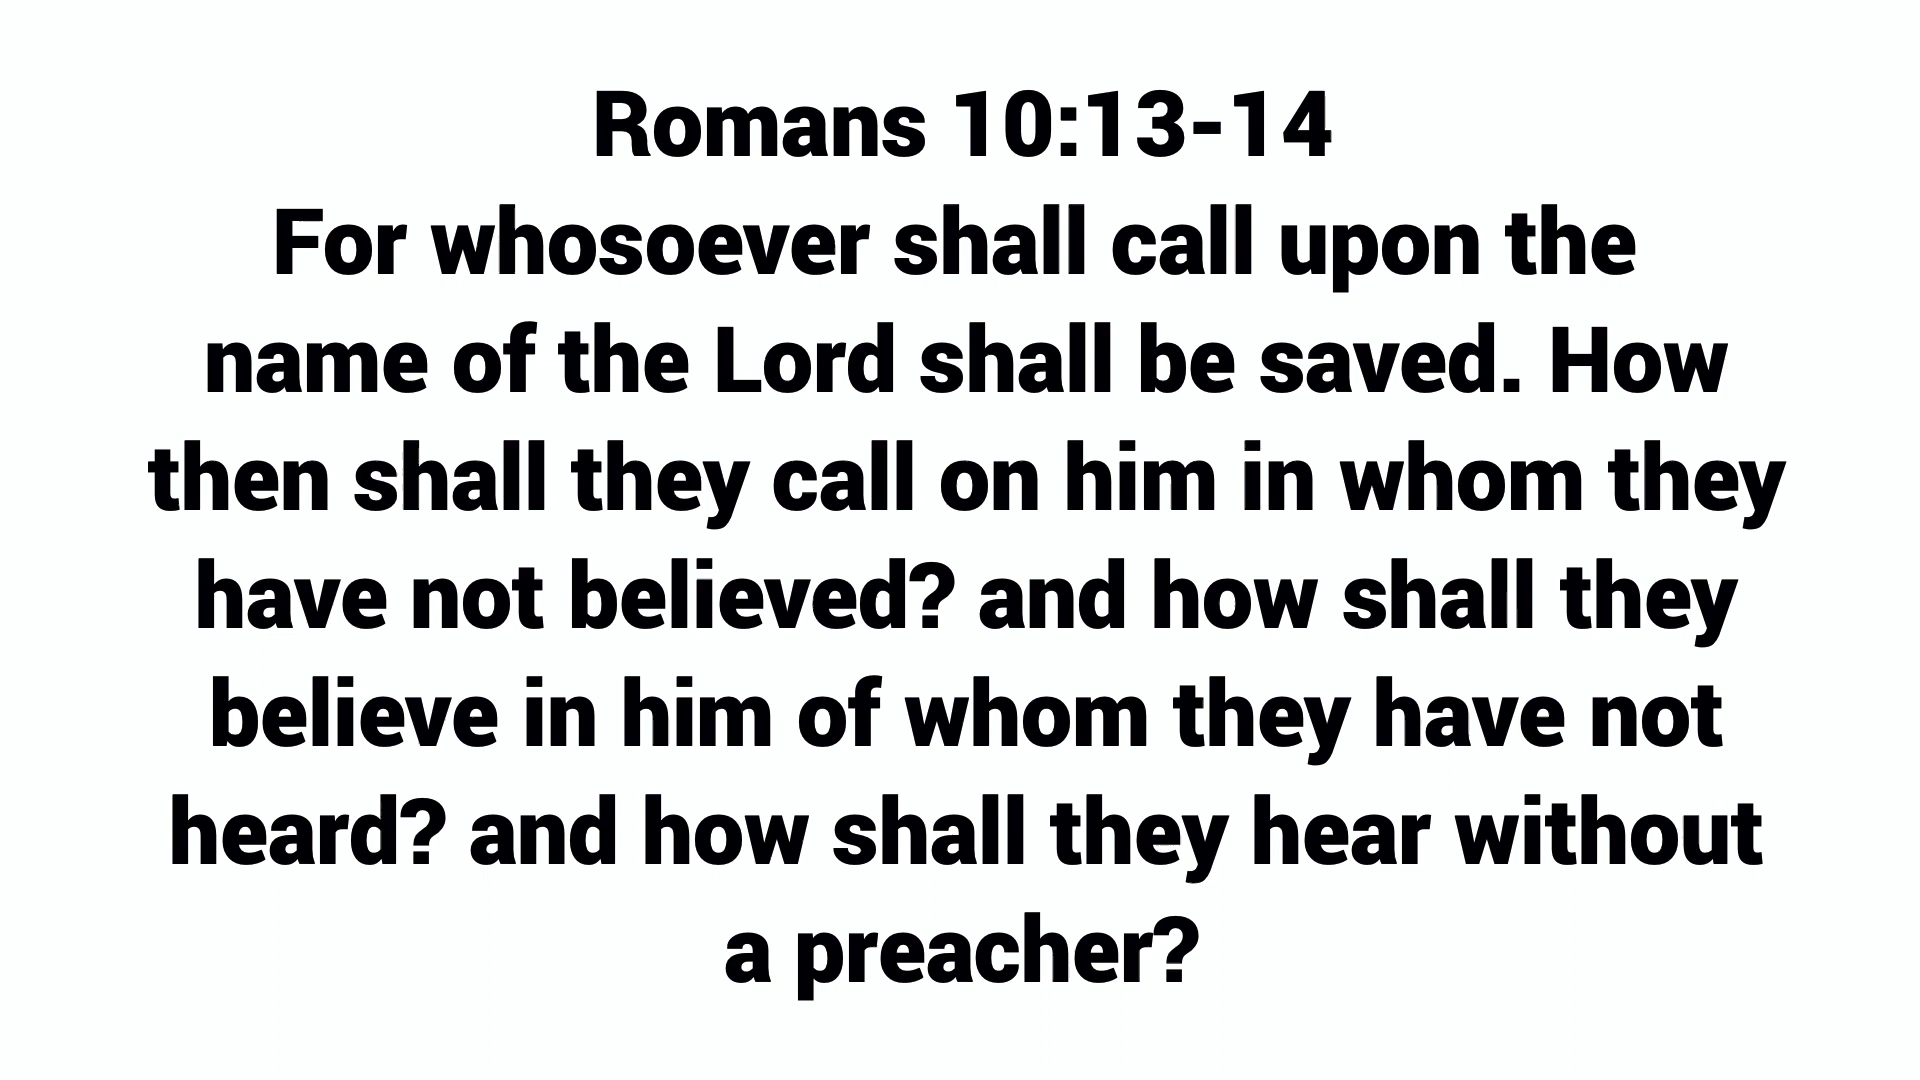 Romans 10:13-14
For whosoever shall call upon the
name of the Lord shall be saved. How
then shall they call on him in whom they
have not believed? and how shall they
believe in him of whom they have not
heard? and how shall they hear without
a preacher?